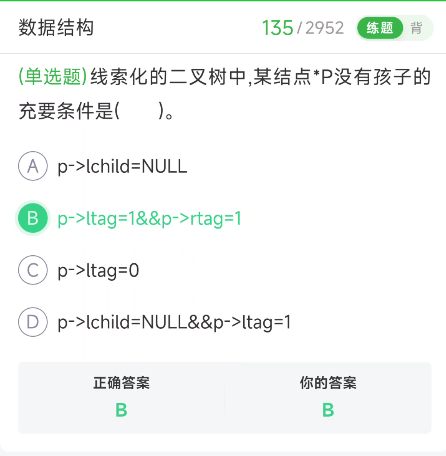 数据结构 135/2952 练题 背
(单选题)线索化的二叉树中,某结点*P没有孩子的
充要条件是(　　)。
A p->lchild=NULL
B p->ltag=1&&p->rtag=1
C p->ltag=0
D p->lchild=NULL&&p->ltag=1
正确答案 你的答案
B B